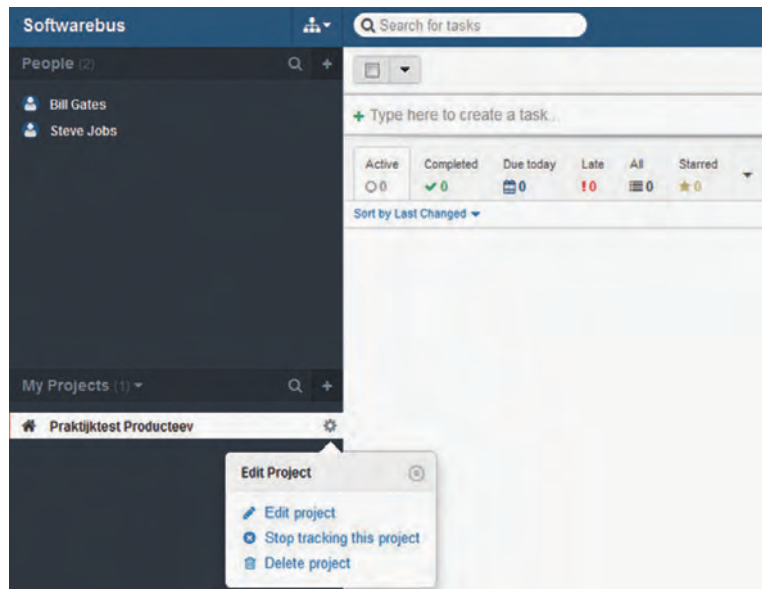 Softwarebus
Search for tasks
People (2)
Bill Gates
Steve Jobs
+ Type here to create a task...
Active Completed Due today Late All Starred
0 0 0 !0 0 0
Sort by Last Changed
My Projects (1)
Praktijktest Producteev
Edit Project
Edit project
Stop tracking this project
Delete project